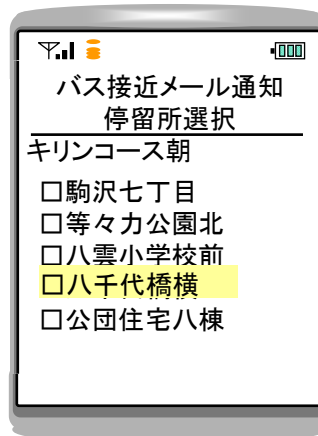 バス接近メール通知
停留所選択
キリンコース朝
□駒沢七丁目
□等々力公園北
□八雲小学校前
□八千代橋横
□公団住宅八棟